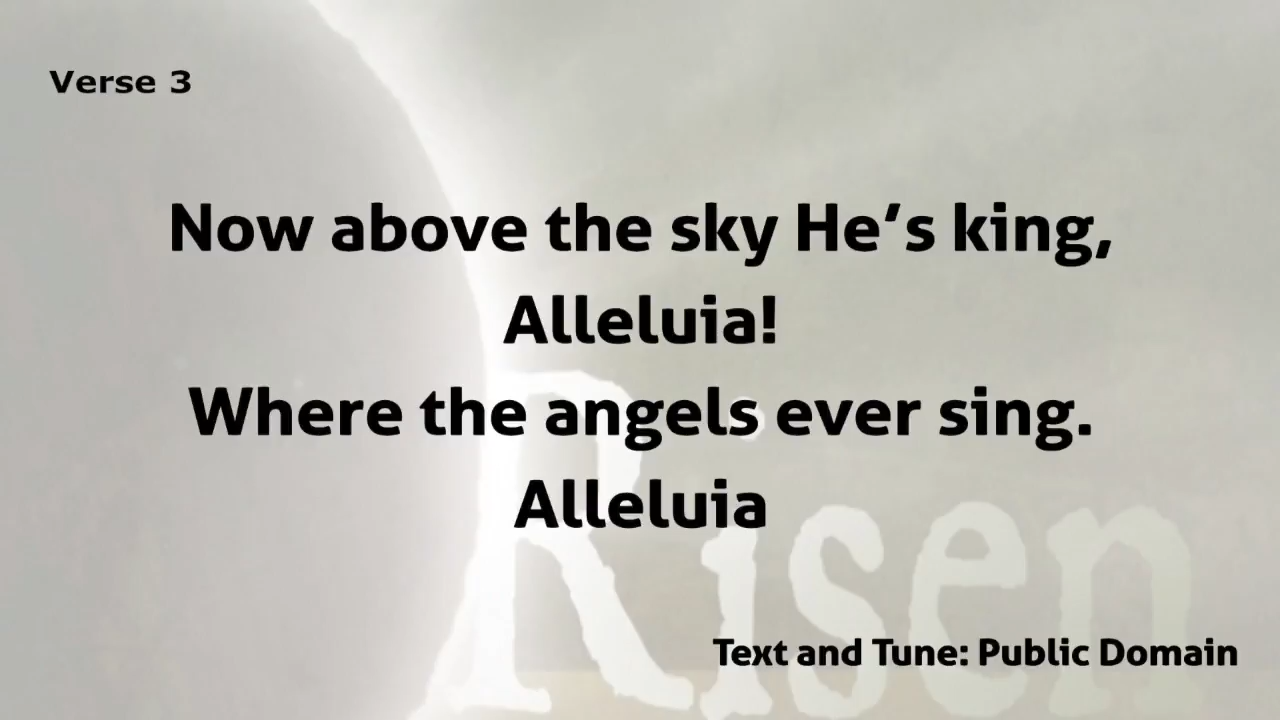 Verse 3
Now above the sky He’s king,
Alleluia!
Where the angels ever sing.
Alleluia
Risen
Text and Tune: Public Domain